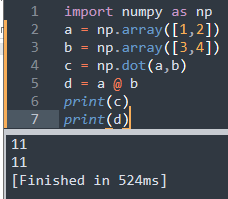 1 import numpy as np
2 a = np.array([1,2])
3 b = np.array([3,4])
4 c = np.dot(a,b)
5 d = a @ b
6 print(c)
7 print(d)
11
11
[Finished in 524ms]